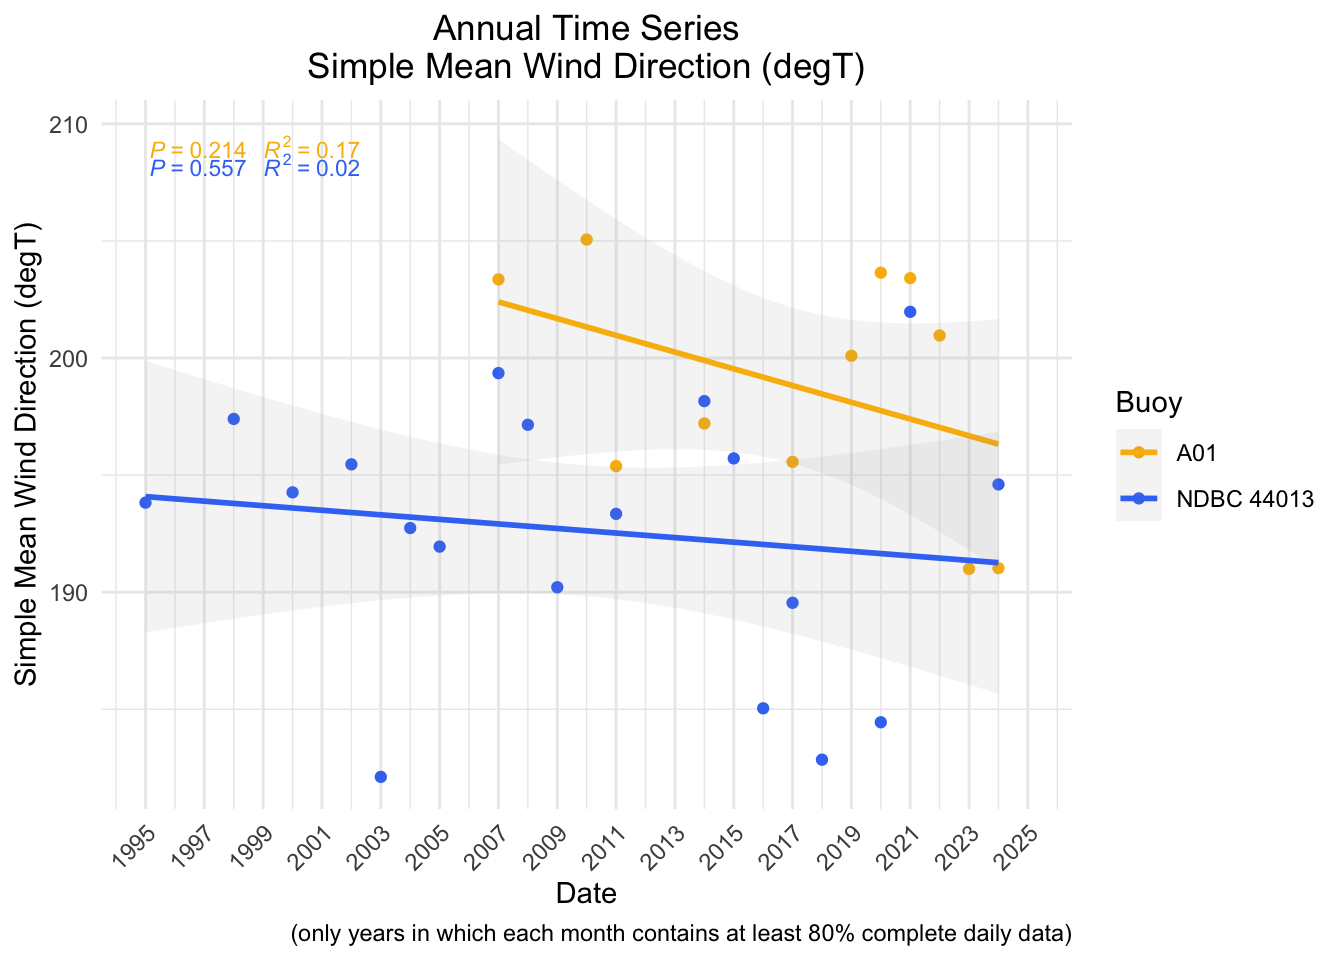 Annual Time Series
Simple Mean Wind Direction (degT)
210
200
190
Simple Mean Wind Direction (degT)
P = 0.214 R² = 0.17
P = 0.557 R² = 0.02
1995 1997 1999 2001 2003 2005 2007 2009 2011 2013 2015 2017 2019 2021 2023 2025
Date
(only years in which each month contains at least 80% complete daily data)
Buoy
A01
NDBC 44013